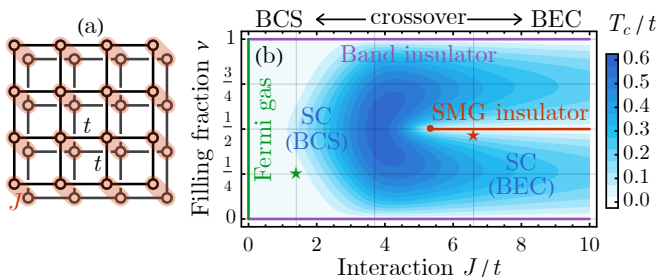 (a)
t
t
J
BCS crossover BEC
(b)
Band insulator
Fermi gas
SC
(BCS)
SMG insulator
SC
(BEC)
Filling fraction ν
1
3/4
1/2
1/4
0
0 2 4 6 8 10
Interaction J/t
T_c/t
0.6
0.5
0.4
0.3
0.2
0.1
0.0